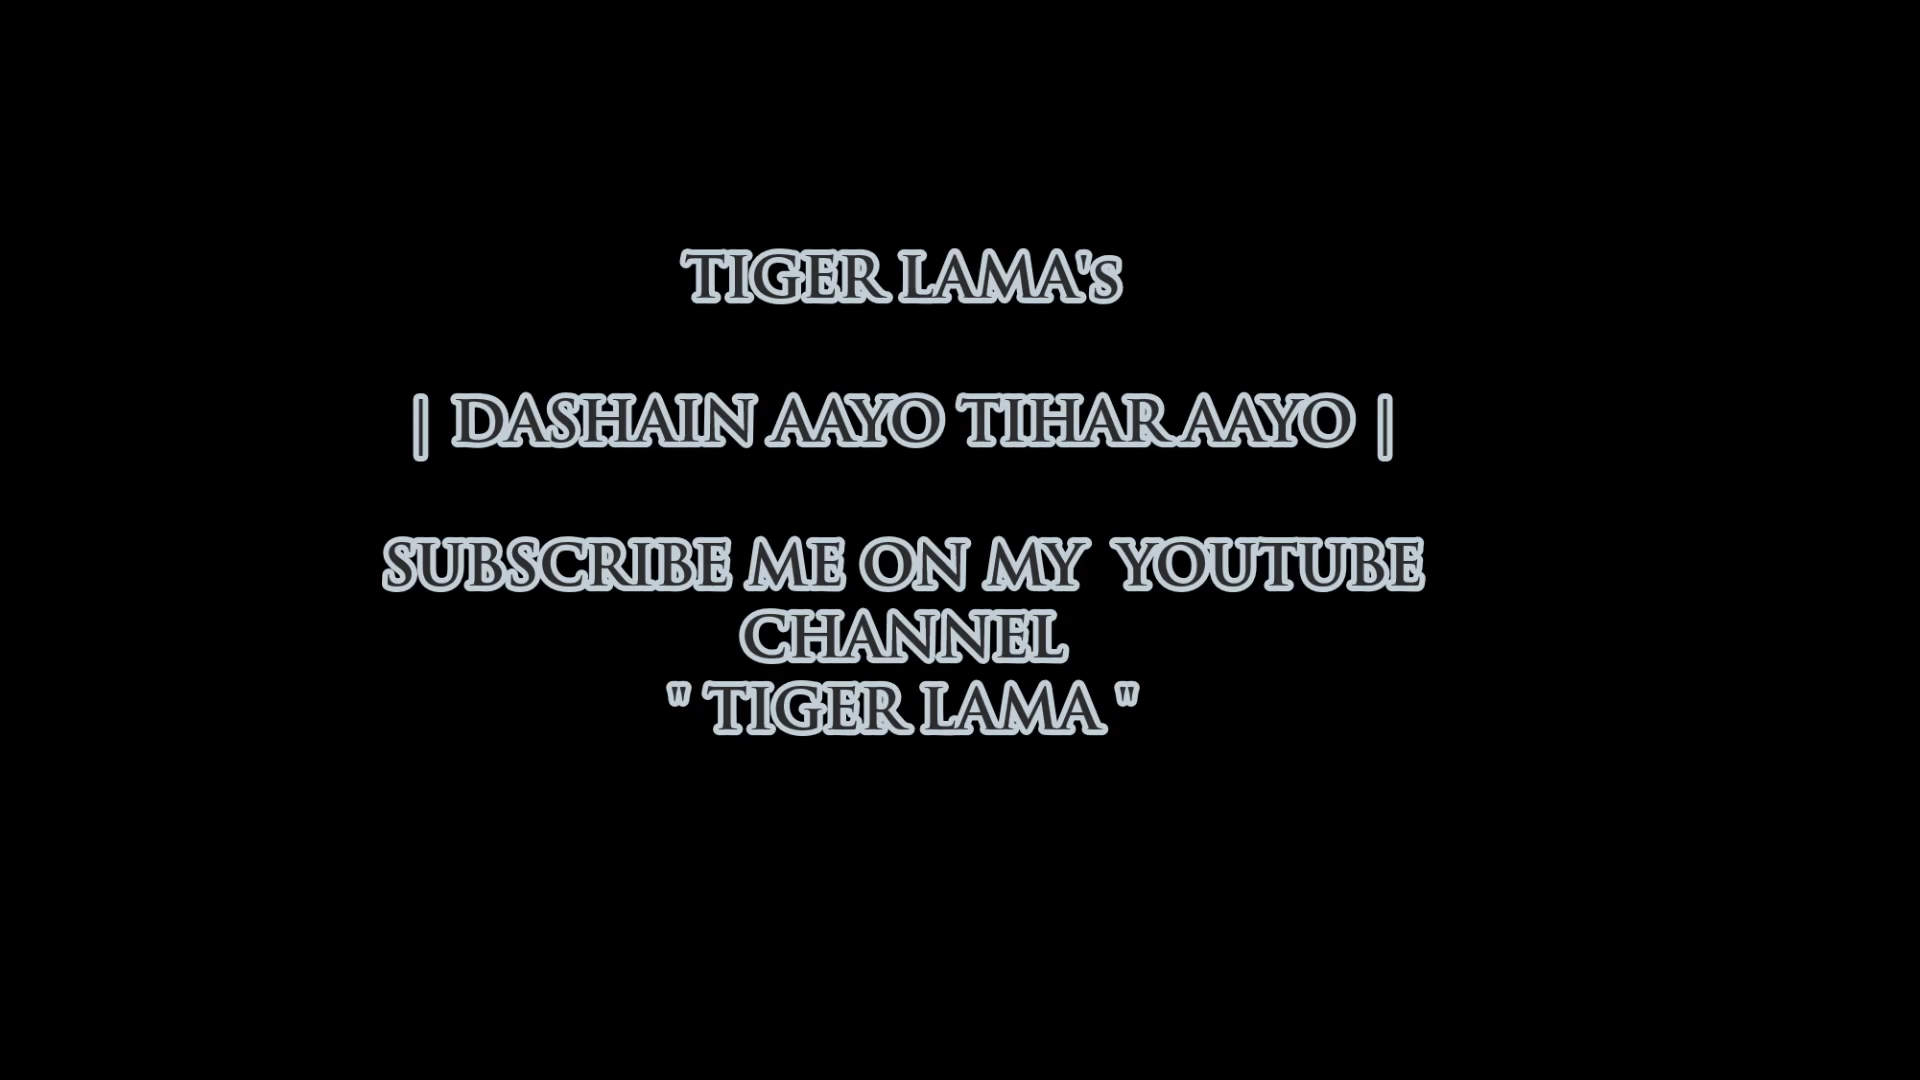 TIGER LAMA's
| DASHAIN AAYO TIHAR AAYO |
SUBSCRIBE ME ON MY YOUTUBE
CHANNEL
" TIGER LAMA "